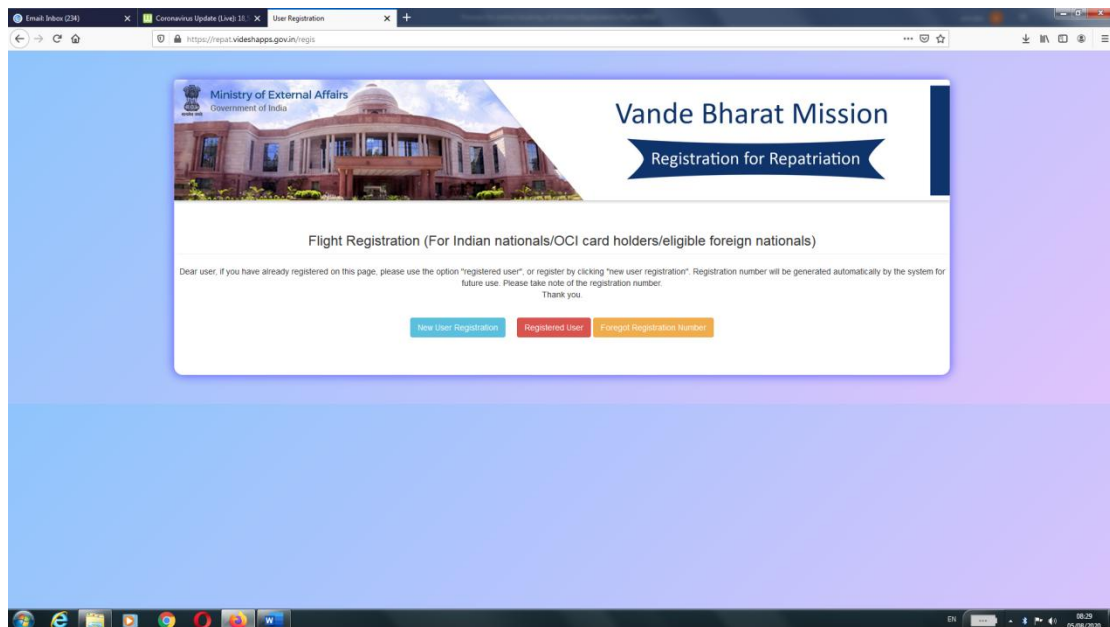 Email: Inbox (234)
Coronavirus Update (Live): 18,
User Registration
https://repat.videshapps.gov.in/regis
Ministry of External Affairs
Government of India
Vande Bharat Mission
Registration for Repatriation
Flight Registration (For Indian nationals/OCI card holders/eligible foreign nationals)
Dear user, if you have already registered on this page, please use the option "registered user", or register by clicking "new user registration". Registration number will be generated automatically by the system for
future use. Please take note of the registration number.
Thank you
New User Registration
Registered User
Foregot Registration Number
EN
08:29
05/08/2020